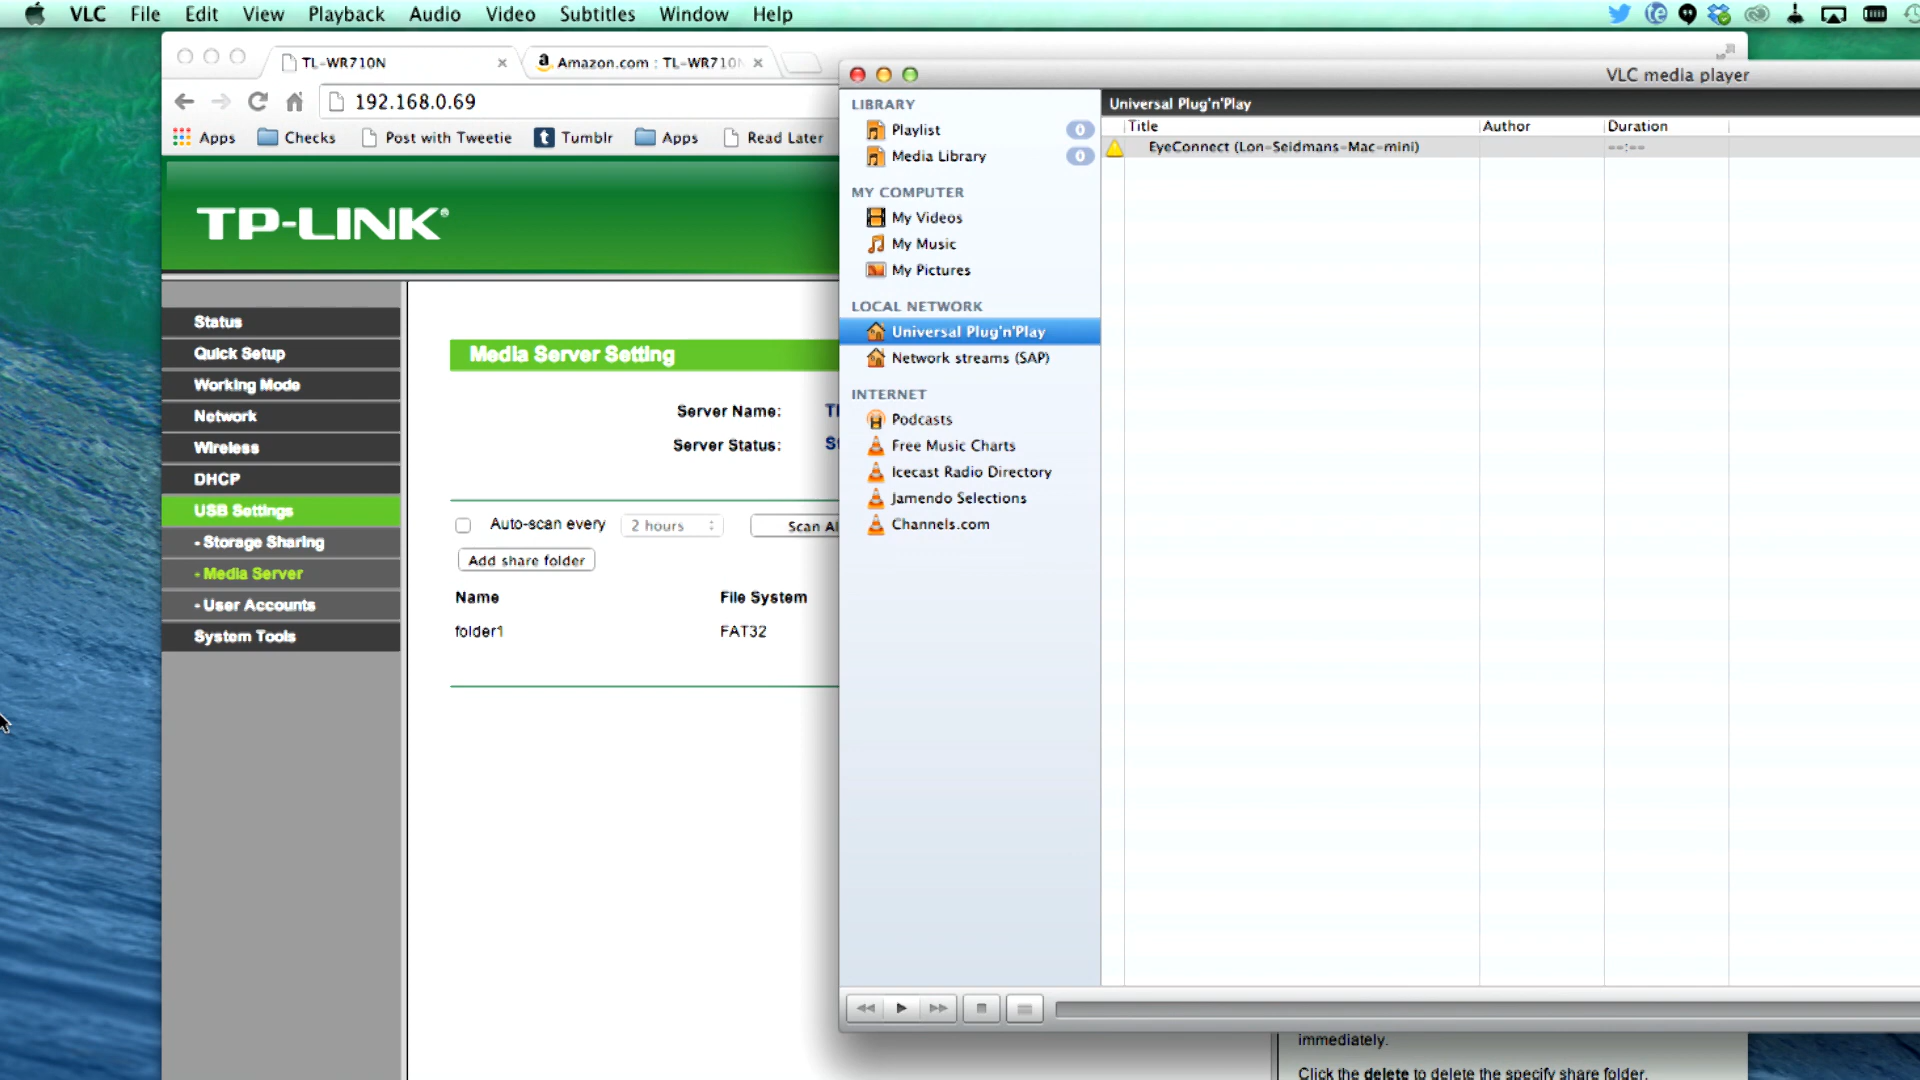 VLC File Edit View Playback Audio Video Subtitles Window Help
TL-WR710N
Amazon.com : TL-WR710N
192.168.0.69
Apps Checks Post with Tweetie Tumblr Apps Read Later
TP-LINK
Status
Quick Setup
Working Mode
Network
Wireless
DHCP
USB Settings
- Storage Sharing
- Media Server
- User Accounts
System Tools
Media Server Setting
Server Name:
Server Status:
Auto-scan every 2 hours Scan
Add share folder
Name File System
folder1 FAT32
VLC media player
LIBRARY
Playlist 0
Media Library 0
MY COMPUTER
My Videos
My Music
My Pictures
LOCAL NETWORK
Universal Plug'n'Play
Network streams (SAP)
INTERNET
Podcasts
Free Music Charts
Icecast Radio Directory
Jamendo Selections
Channels.com
Universal Plug'n'Play
Title Author Duration
EyeConnect (Lon-Seidmans-Mac-mini) --:--
immediately.
Click the delete to delete the specify share folder.